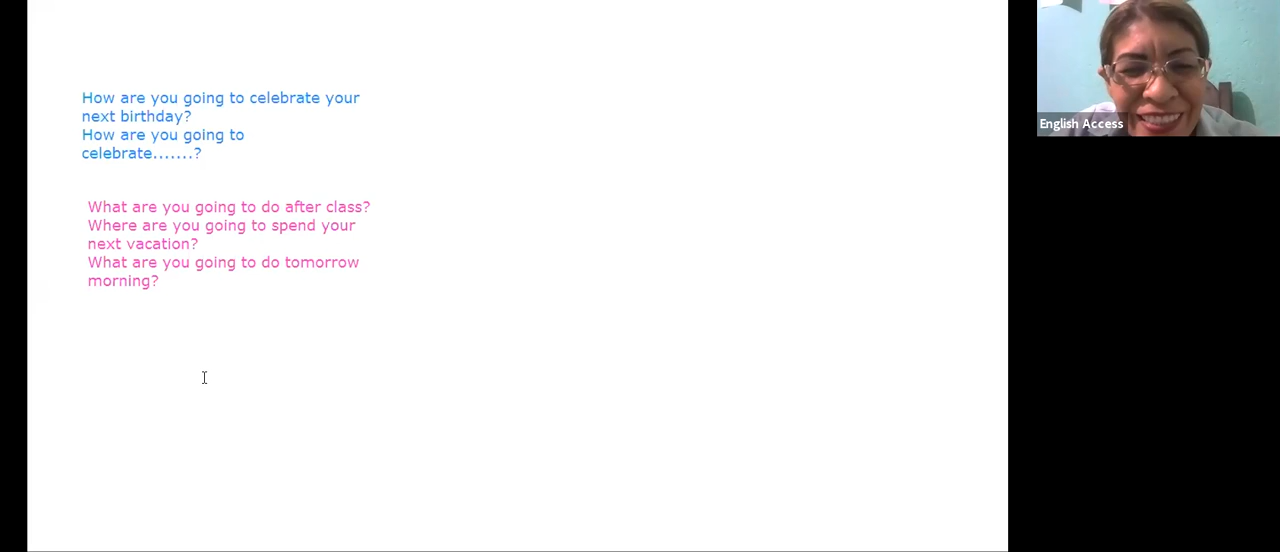 How are you going to celebrate your
next birthday?
How are you going to
celebrate.......?
What are you going to do after class?
Where are you going to spend your
next vacation?
What are you going to do tomorrow
morning?
English Access